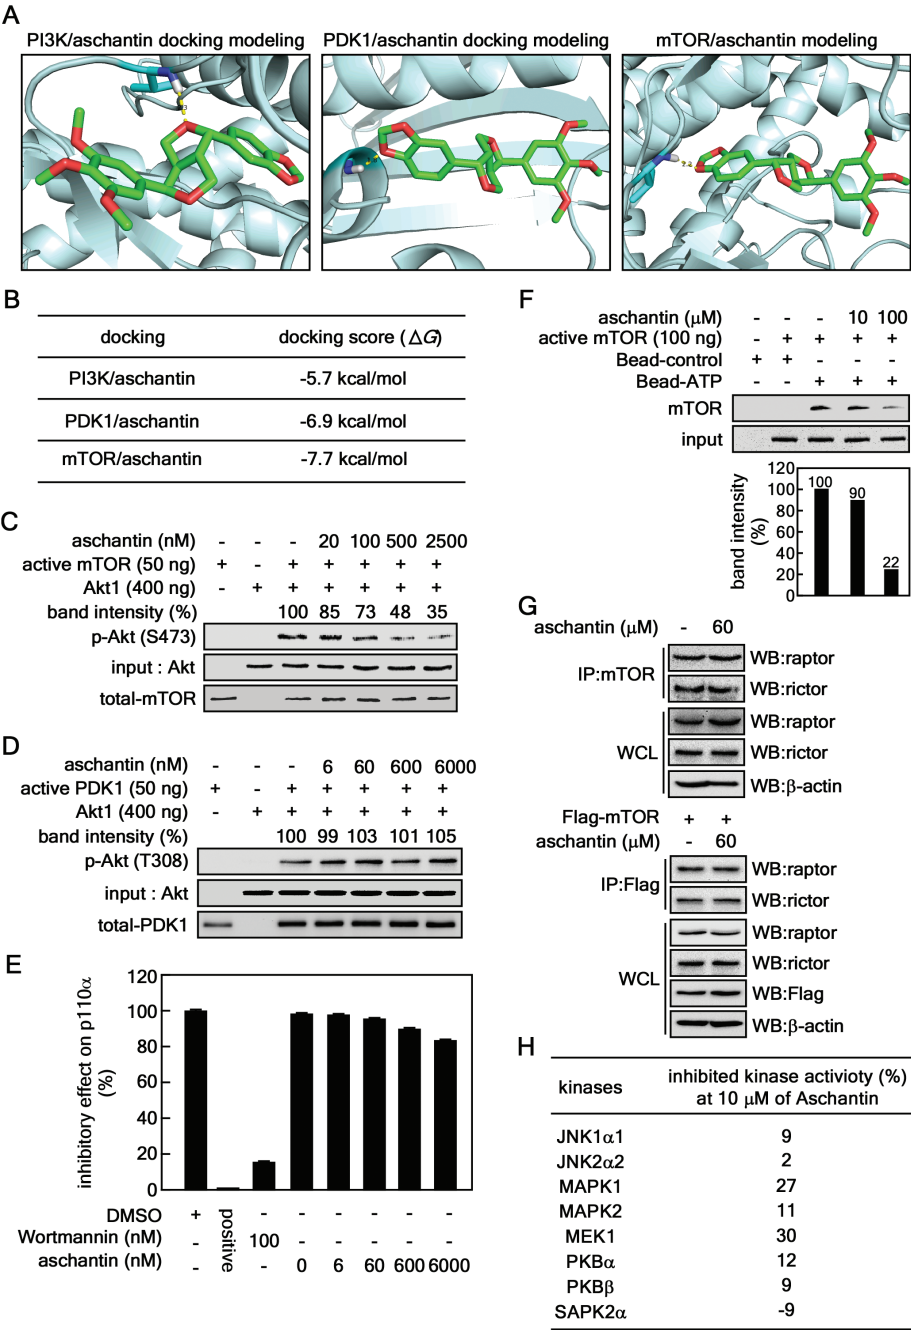 A
PI3K/aschantin docking modeling
PDK1/aschantin docking modeling
mTOR/aschantin modeling
B
docking docking score (ΔG)
PI3K/aschantin -5.7 kcal/mol
PDK1/aschantin -6.9 kcal/mol
mTOR/aschantin -7.7 kcal/mol
C
aschantin (nM) - - - 20 100 500 2500
active mTOR (50 ng) + - + + + + +
Akt1 (400 ng) - + + + + + +
band intensity (%) 100 85 73 48 35
p-Akt (S473)
input : Akt
total-mTOR
D
aschantin (nM) - - - 6 60 600 6000
active PDK1 (50 ng) + - + + + + +
Akt1 (400 ng) - + + + + + +
band intensity (%) 100 99 103 101 105
p-Akt (T308)
input : Akt
total-PDK1
E
inhibitory effect on p110α
(%)
120
100
80
60
40
20
0
DMSO + positive - - - - - -
Wortmannin (nM) - 100 - - - - -
aschantin (nM) - - 0 6 60 600 6000
F
aschantin (μM) - - - 10 100
active mTOR (100 ng) - + + + +
Bead-control + + - - -
Bead-ATP - - + + +
mTOR
input
band intensity
(%)
120
100
80
60
40
20
0
100
90
22
G
aschantin (μM) - 60
IP:mTOR
WB:raptor
WB:rictor
WCL
WB:raptor
WB:rictor
WB:β-actin
Flag-mTOR + +
aschantin (μM) - 60
IP:Flag
WB:raptor
WB:rictor
WCL
WB:raptor
WB:rictor
WB:Flag
WB:β-actin
H
kinases inhibited kinase activioty (%)
at 10 μM of Aschantin
JNK1α1 9
JNK2α2 2
MAPK1 27
MAPK2 11
MEK1 30
PKBα 12
PKBβ 9
SAPK2α -9